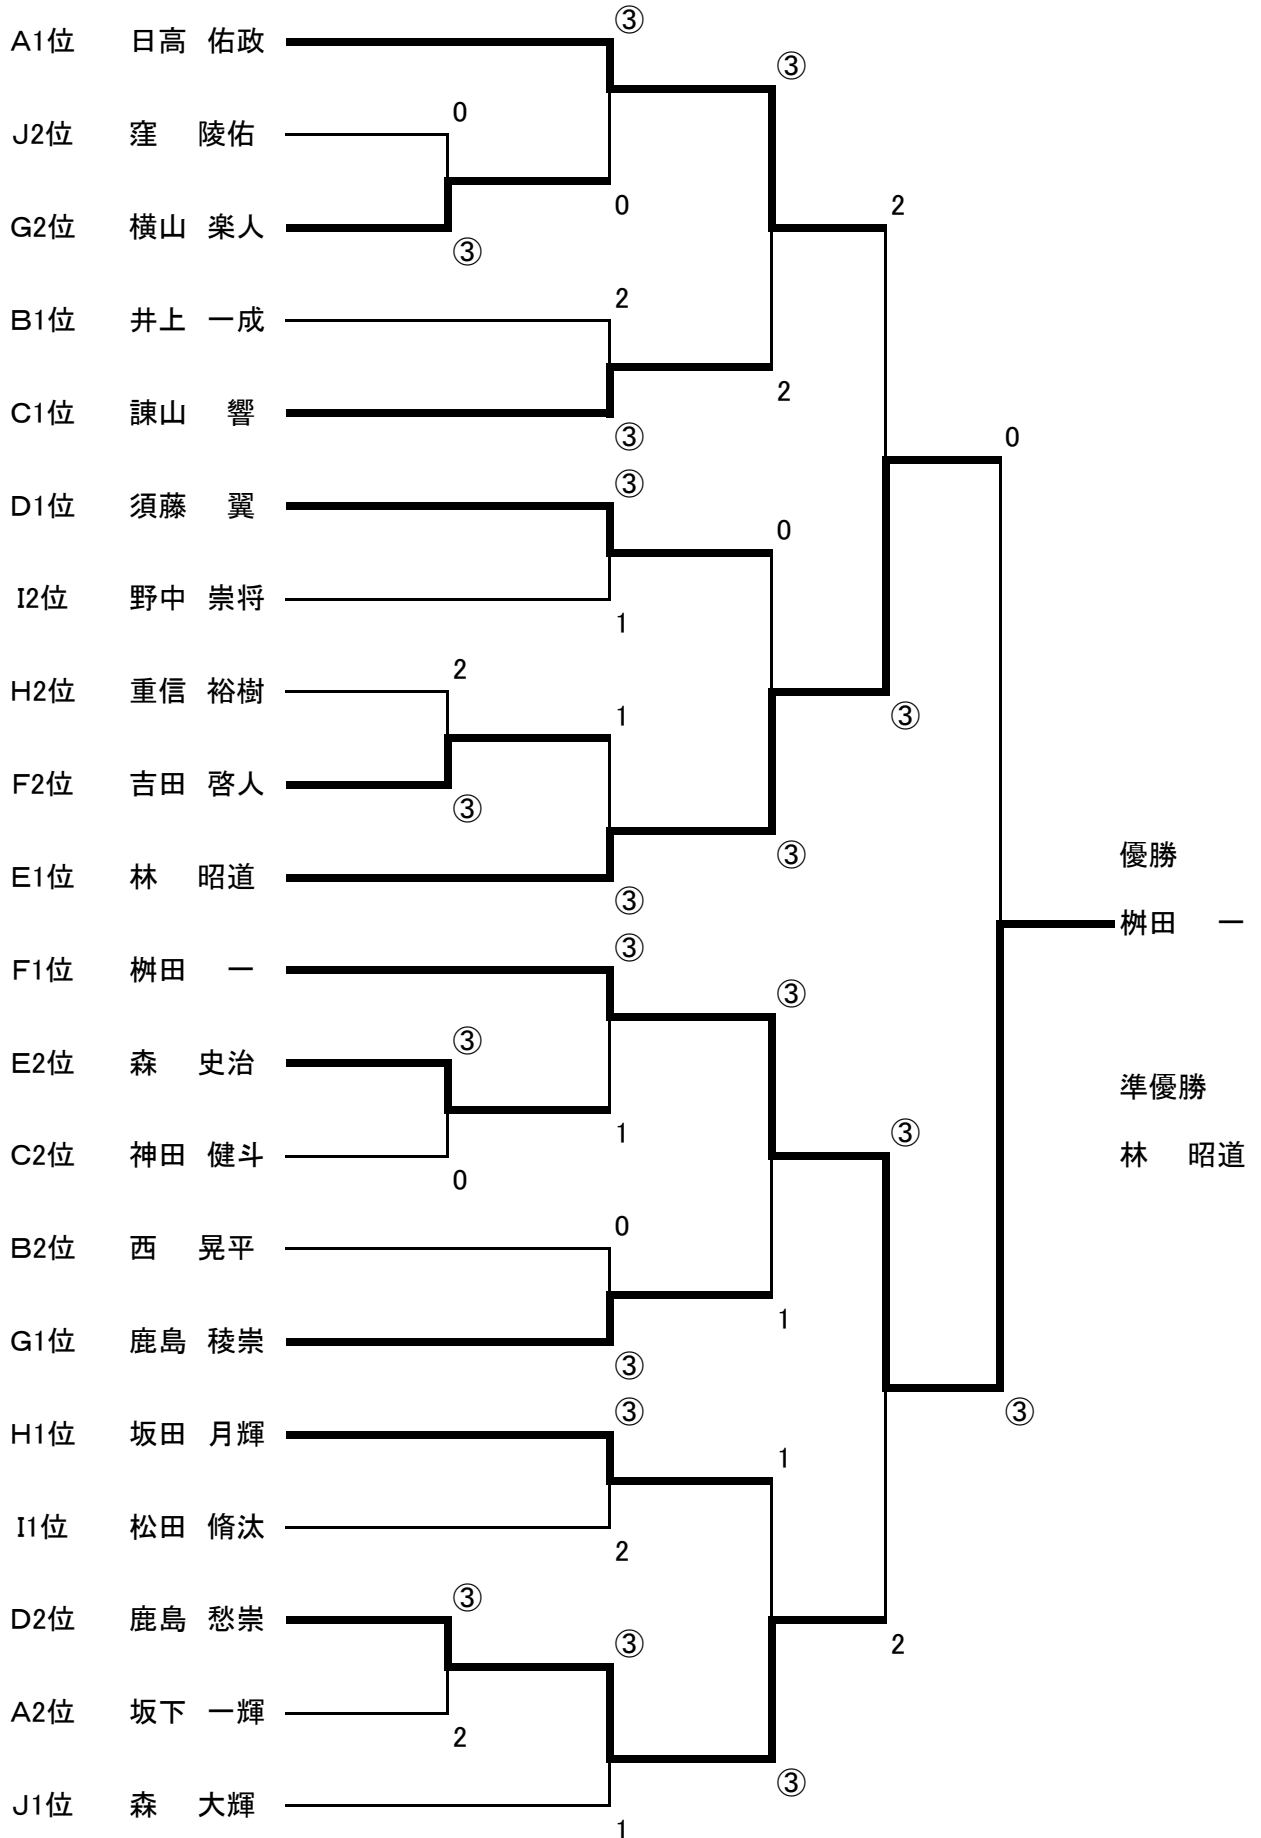 ③
A1位 日高 佑政
③
0
J2位 窪 陵佑
0
2
G2位 横山 楽人
③
2
B1位 井上 一成
2
C1位 諫山 響
③
0
③
D1位 須藤 翼
0
I2位 野中 崇将
1
2
H2位 重信 裕樹
1
③
F2位 吉田 啓人
③
③
優勝
E1位 林 昭道
③
桝田 一
③
F1位 桝田 一
③
③
E2位 森 史治
準優勝
1
③
C2位 神田 健斗
林 昭道
0
0
B2位 西 晃平
1
G1位 鹿島 稜崇
③
③
③
H1位 坂田 月輝
1
I1位 松田 脩汰
2
③
D2位 鹿島 愁崇
③
2
A2位 坂下 一輝
2
③
J1位 森 大輝
1